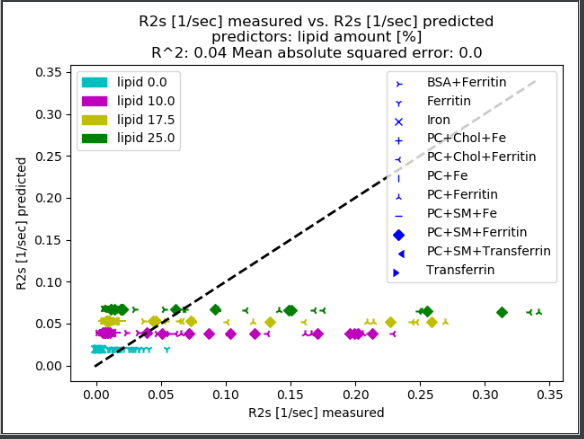 R2s [1/sec] measured vs. R2s [1/sec] predicted
predictors: lipid amount [%]
R^2: 0.04 Mean absolute squared error: 0.0
lipid 0.0
lipid 10.0
lipid 17.5
lipid 25.0
BSA+Ferritin
Ferritin
Iron
PC+Chol+Fe
PC+Chol+Ferritin
PC+Fe
PC+Ferritin
PC+SM+Fe
PC+SM+Ferritin
PC+SM+Transferrin
Transferrin
R2s [1/sec] predicted
0.35
0.30
0.25
0.20
0.15
0.10
0.05
0.00
0.00 0.05 0.10 0.15 0.20 0.25 0.30 0.35
R2s [1/sec] measured